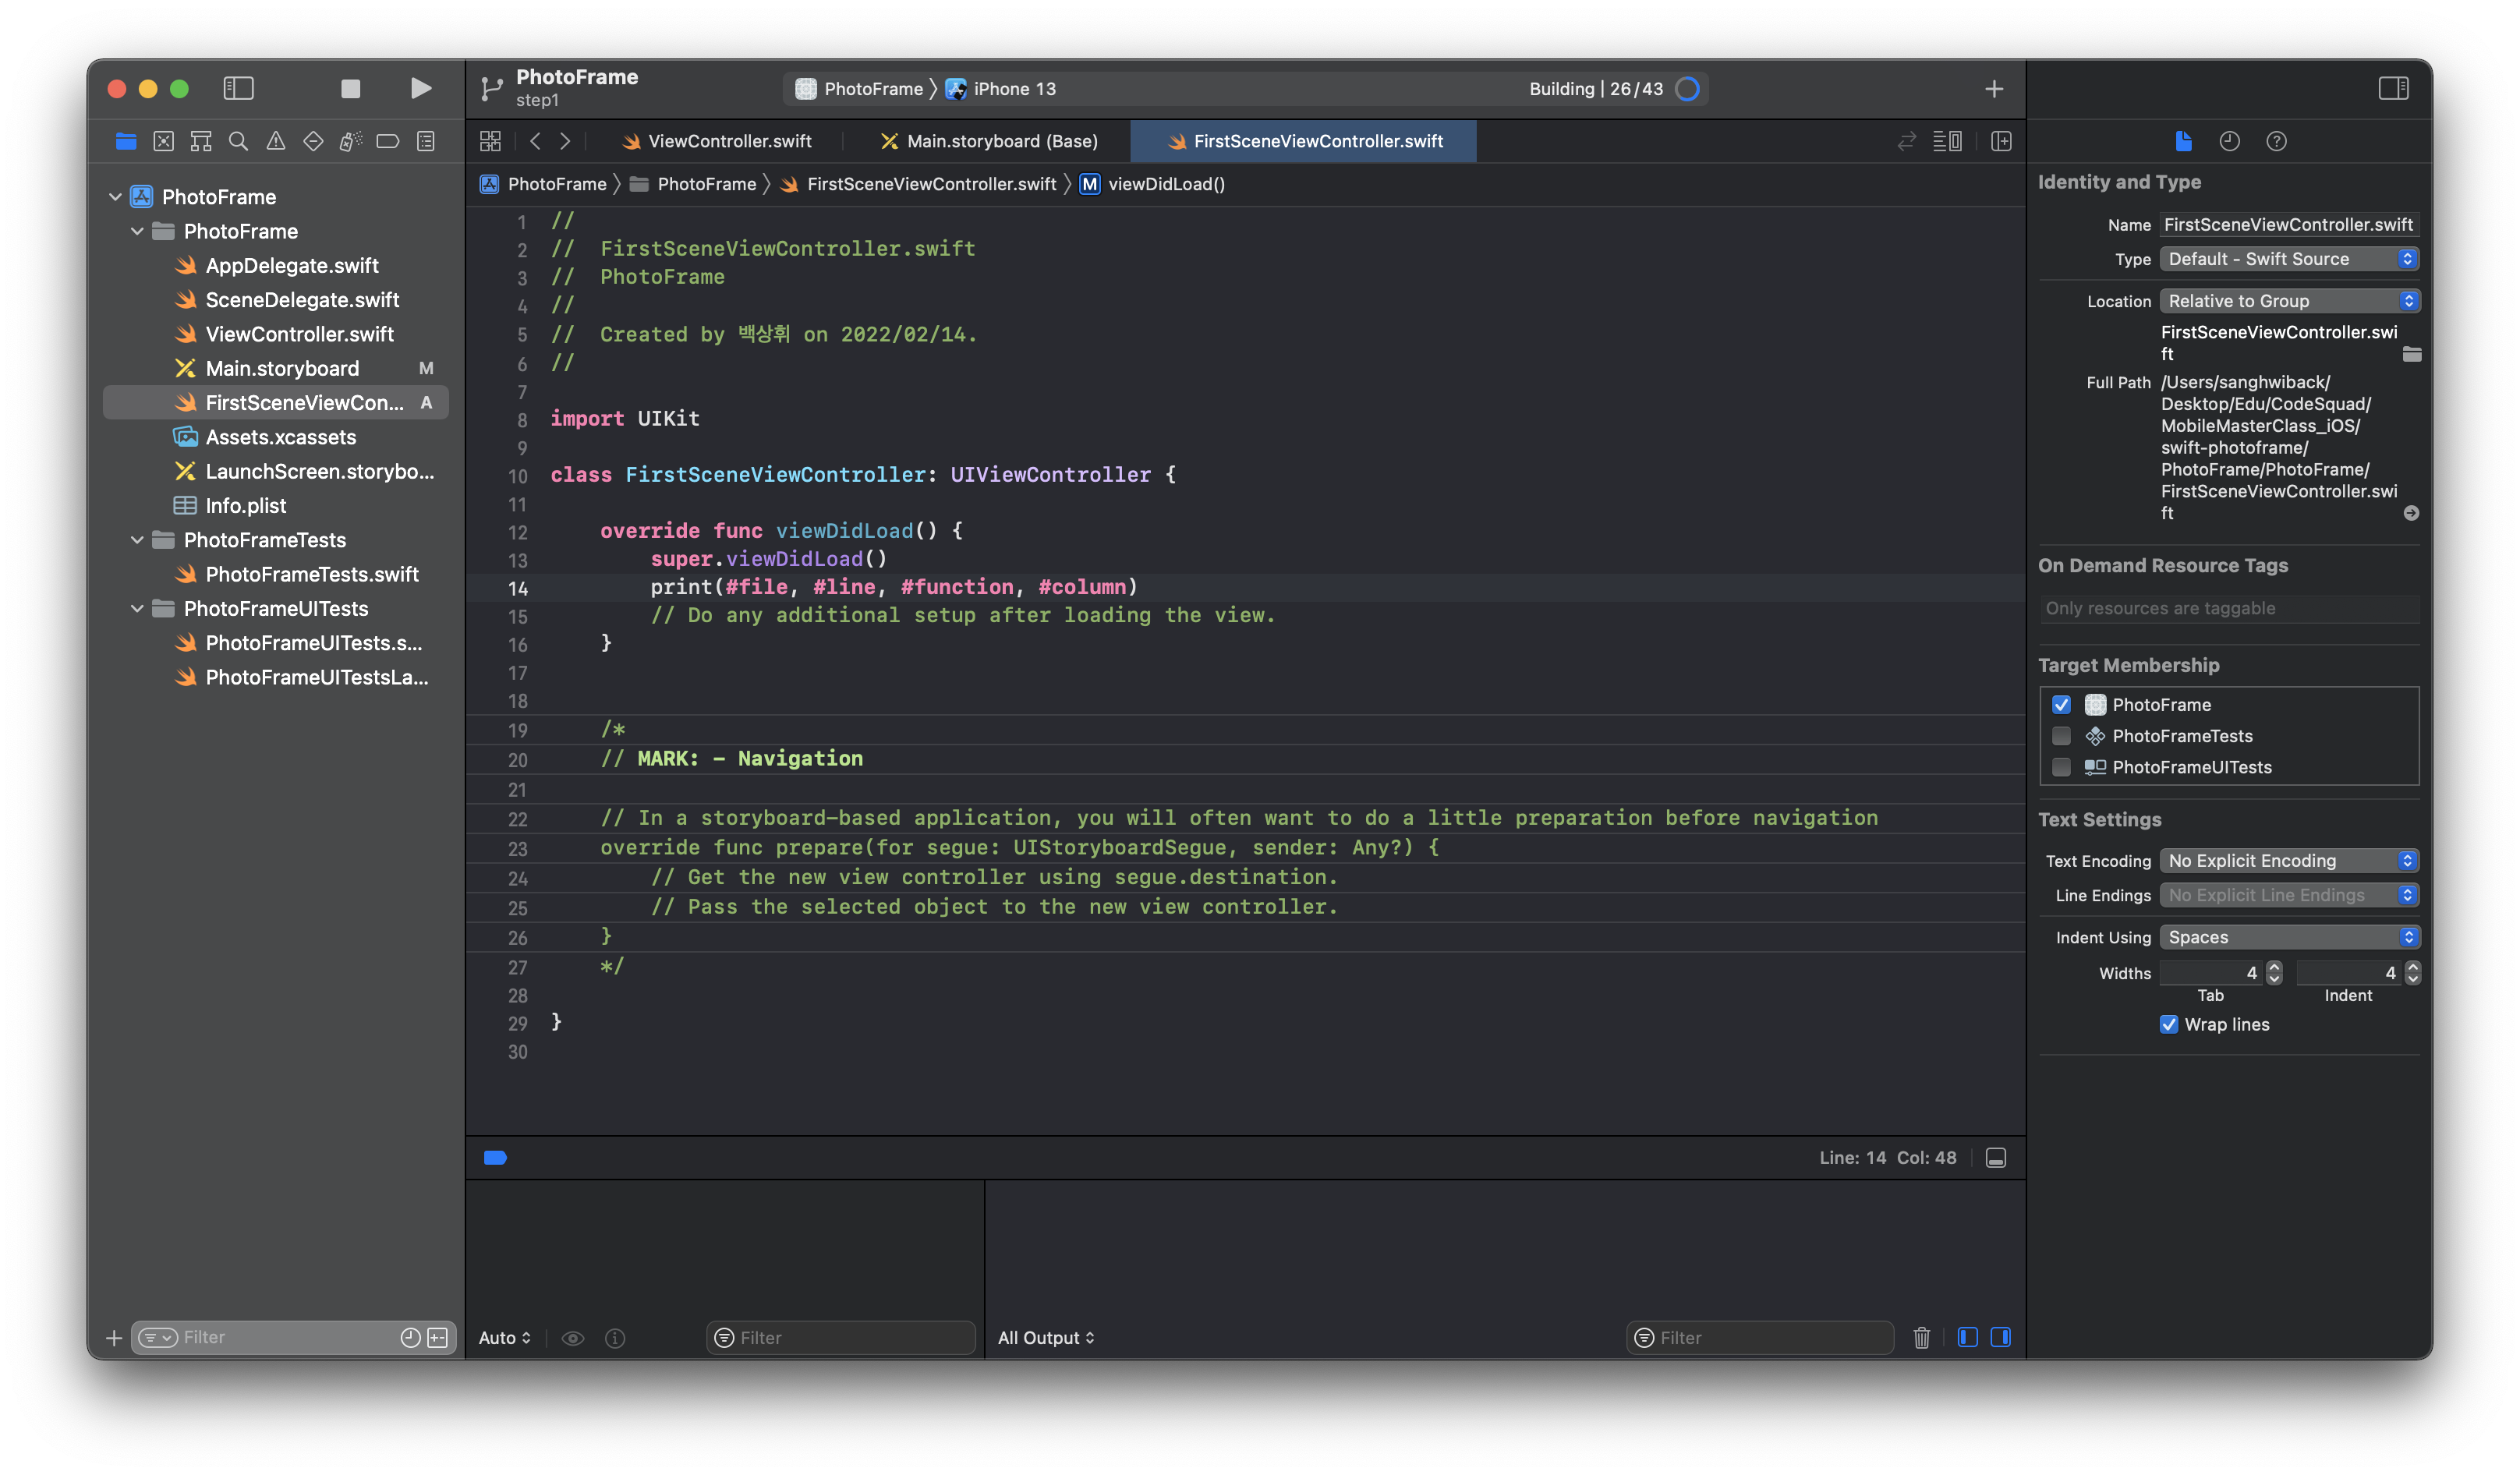 PhotoFrame
step1
PhotoFrame
iPhone 13
Building | 26/43
ViewController.swift
Main.storyboard (Base)
FirstSceneViewController.swift
PhotoFrame
PhotoFrame
FirstSceneViewController.swift
M
viewDidLoad()
PhotoFrame
PhotoFrame
AppDelegate.swift
SceneDelegate.swift
ViewController.swift
Main.storyboard M
FirstSceneViewCon... A
Assets.xcassets
LaunchScreen.storybo...
Info.plist
PhotoFrameTests
PhotoFrameTests.swift
PhotoFrameUITests
PhotoFrameUITests.s...
PhotoFrameUITestsLa...
Filter
1 //
2 //  FirstSceneViewController.swift
3 //  PhotoFrame
4 //
5 //  Created by 백상휘 on 2022/02/14.
6 //
7
8 import UIKit
9
10 class FirstSceneViewController: UIViewController {
11
12     override func viewDidLoad() {
13         super.viewDidLoad()
14         print(#file, #line, #function, #column)
15         // Do any additional setup after loading the view.
16     }
17
18
19     /*
20     // MARK: - Navigation
21
22     // In a storyboard-based application, you will often want to do a little preparation before navigation
23     override func prepare(for segue: UIStoryboardSegue, sender: Any?) {
24         // Get the new view controller using segue.destination.
25         // Pass the selected object to the new view controller.
26     }
27     */
28
29 }
30
Line: 14 Col: 48
Auto
Filter
All Output
Filter
Identity and Type
Name FirstSceneViewController.swift
Type Default - Swift Source
Location Relative to Group
FirstSceneViewController.swi
ft
Full Path /Users/sanghwiback/
Desktop/Edu/CodeSquad/
MobileMasterClass_iOS/
swift-photoframe/
PhotoFrame/PhotoFrame/
FirstSceneViewController.swi
ft
On Demand Resource Tags
Only resources are taggable
Target Membership
PhotoFrame
PhotoFrameTests
PhotoFrameUITests
Text Settings
Text Encoding No Explicit Encoding
Line Endings No Explicit Line Endings
Indent Using Spaces
Widths 4 4
Tab Indent
Wrap lines